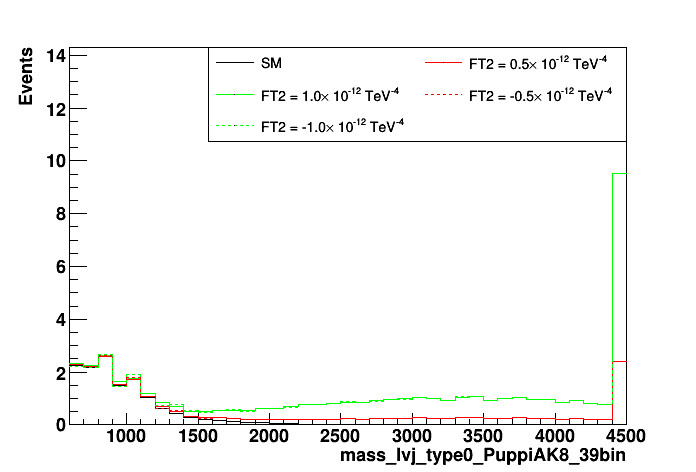 Events
14
12
10
8
6
4
2
0
SM
FT2 = 0.5× 10⁻¹² TeV⁻⁴
FT2 = 1.0× 10⁻¹² TeV⁻⁴
FT2 = -0.5× 10⁻¹² TeV⁻⁴
FT2 = -1.0× 10⁻¹² TeV⁻⁴
1000 1500 2000 2500 3000 3500 4000 4500
mass_lvj_type0_PuppiAK8_39bin